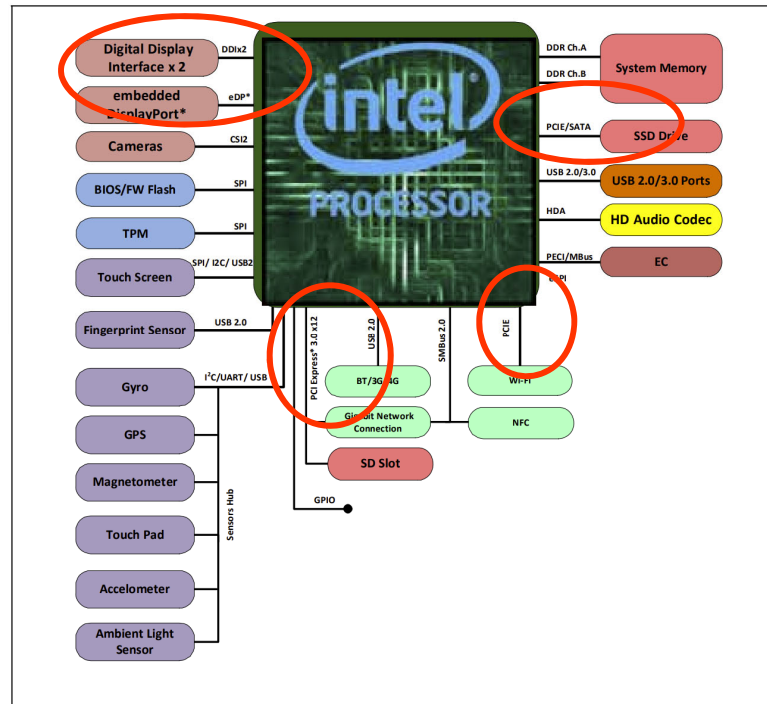 Digital Display
Interface x 2
DDIx2
embedded
DisplayPort*
eDP*
Cameras
CSI2
BIOS/FW Flash
SPI
TPM
SPI
Touch Screen
SPI/ I2C/ USB2
Fingerprint Sensor
USB 2.0
Gyro
I²C/UART/ USB
GPS
Magnetometer
Touch Pad
Accelometer
Ambient Light
Sensor
Sensors Hub
intel
PROCESSOR
DDR Ch.A
DDR Ch.B
System Memory
PCIE/SATA
SSD Drive
USB 2.0/3.0
USB 2.0/3.0 Ports
HDA
HD Audio Codec
PECI/MBus
EC
PCI Express* 3.0 x12
USB 2.0
SMBus 2.0
PCIE
BT/3G/4G
Wi-Fi
Gigabit Network
Connection
NFC
SD Slot
GPIO